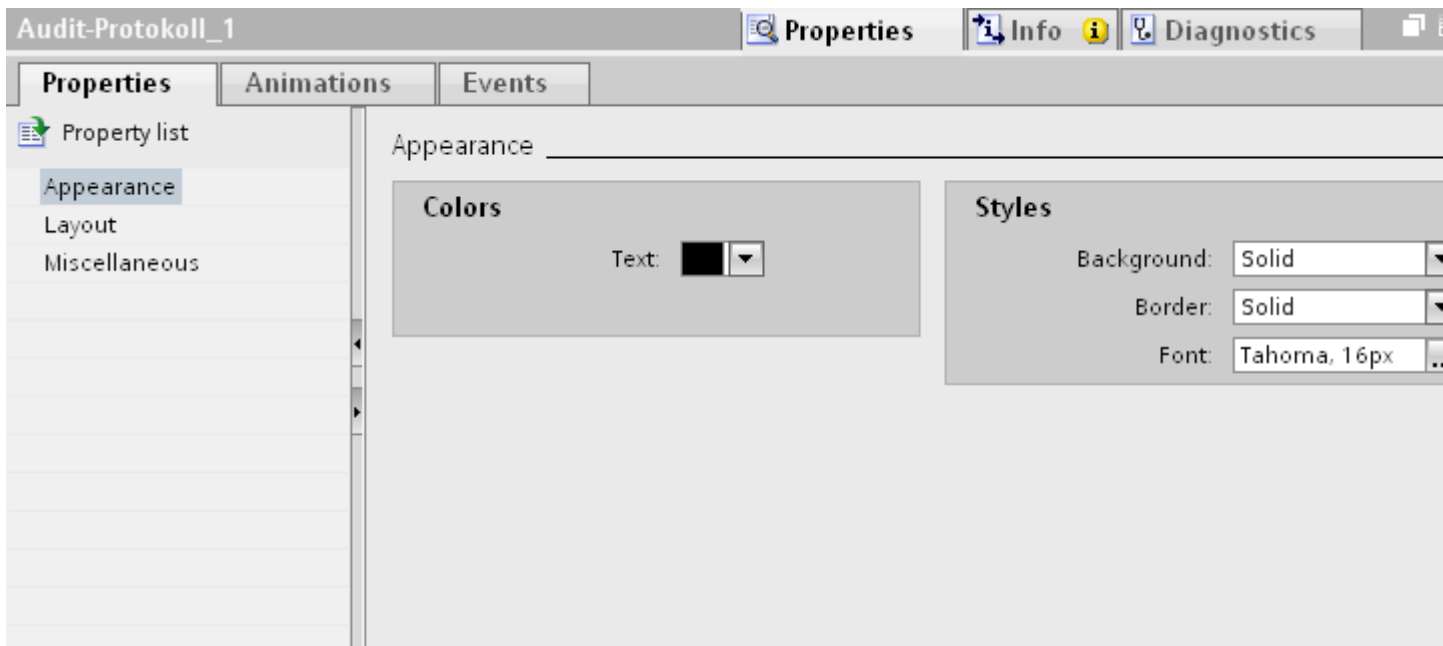 Audit-Protokoll_1
Properties Info Diagnostics
Properties Animations Events
Property list
Appearance
Layout
Miscellaneous
Appearance
Colors
Text:
Styles
Background: Solid
Border: Solid
Font: Tahoma, 16px ...